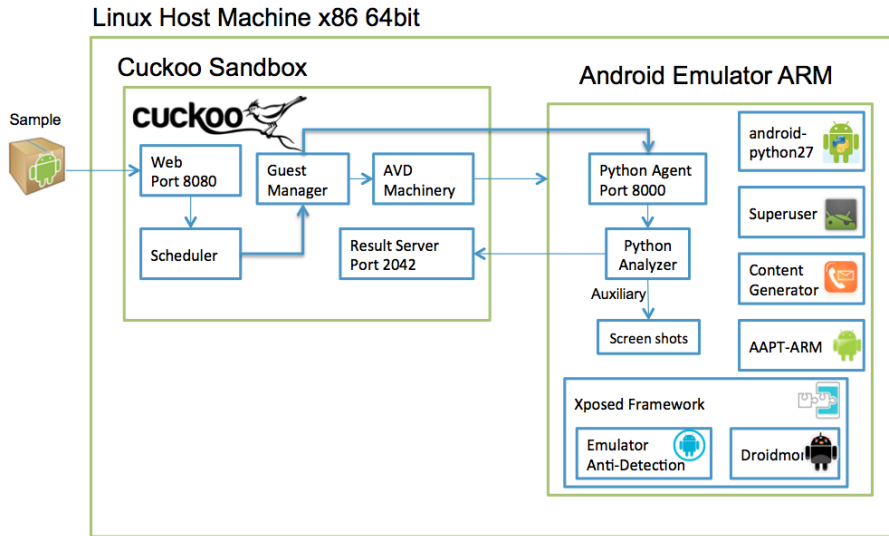 Linux Host Machine x86 64bit
Cuckoo Sandbox
Android Emulator ARM
Sample
cuckoo
Web
Port 8080
Guest
Manager
AVD
Machinery
Scheduler
Result Server
Port 2042
Python Agent
Port 8000
Python
Analyzer
Auxiliary
Screen shots
android-
python27
Superuser
Content
Generator
AAPT-ARM
Xposed Framework
Emulator
Anti-Detection